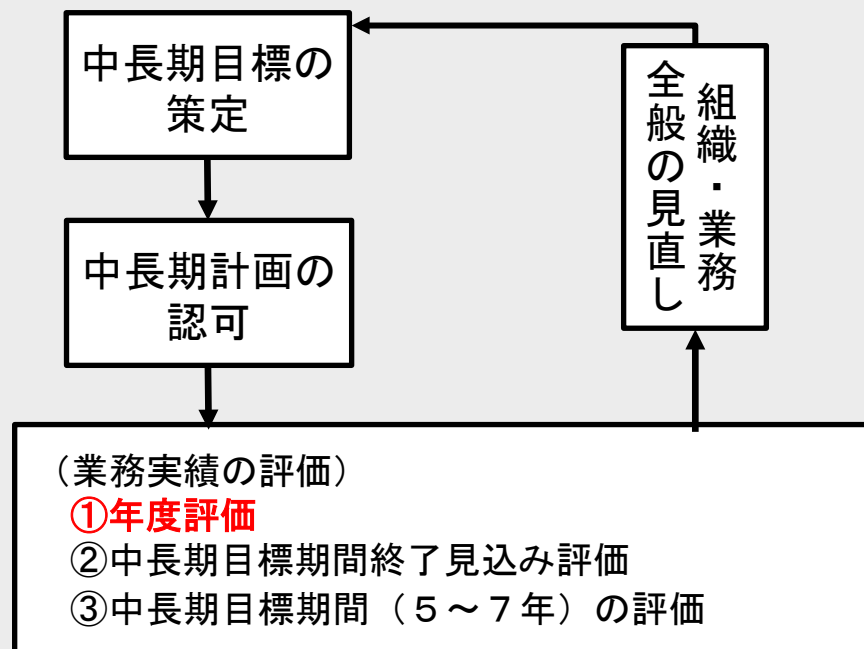 中長期目標の
策定
中長期計画の
認可
組織・業務
全般の見直し
（業務実績の評価）
①年度評価
②中長期目標期間終了見込み評価
③中長期目標期間（５～７年）の評価